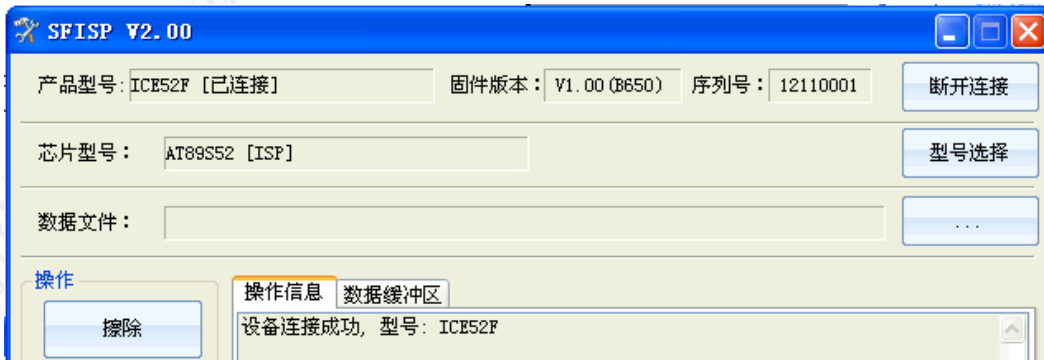 SFISP V2.00
产品型号: ICE52F [已连接] 固件版本： V1.00(B650) 序列号： 12110001 断开连接
芯片型号： AT89S52 [ISP] 型号选择
数据文件： ...
操作 操作信息 数据缓冲区
擦除 设备连接成功, 型号: ICE52F